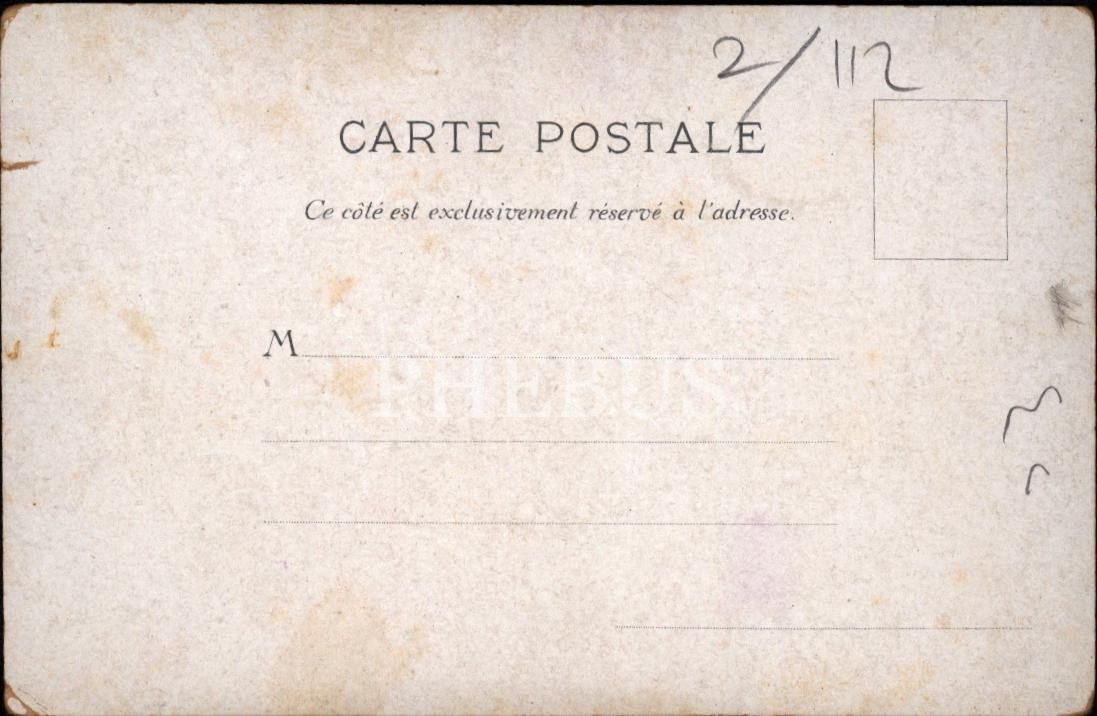 2/112
CARTE POSTALE
Ce côté est exclusivement réservé à l'adresse.
M
PHEBUS